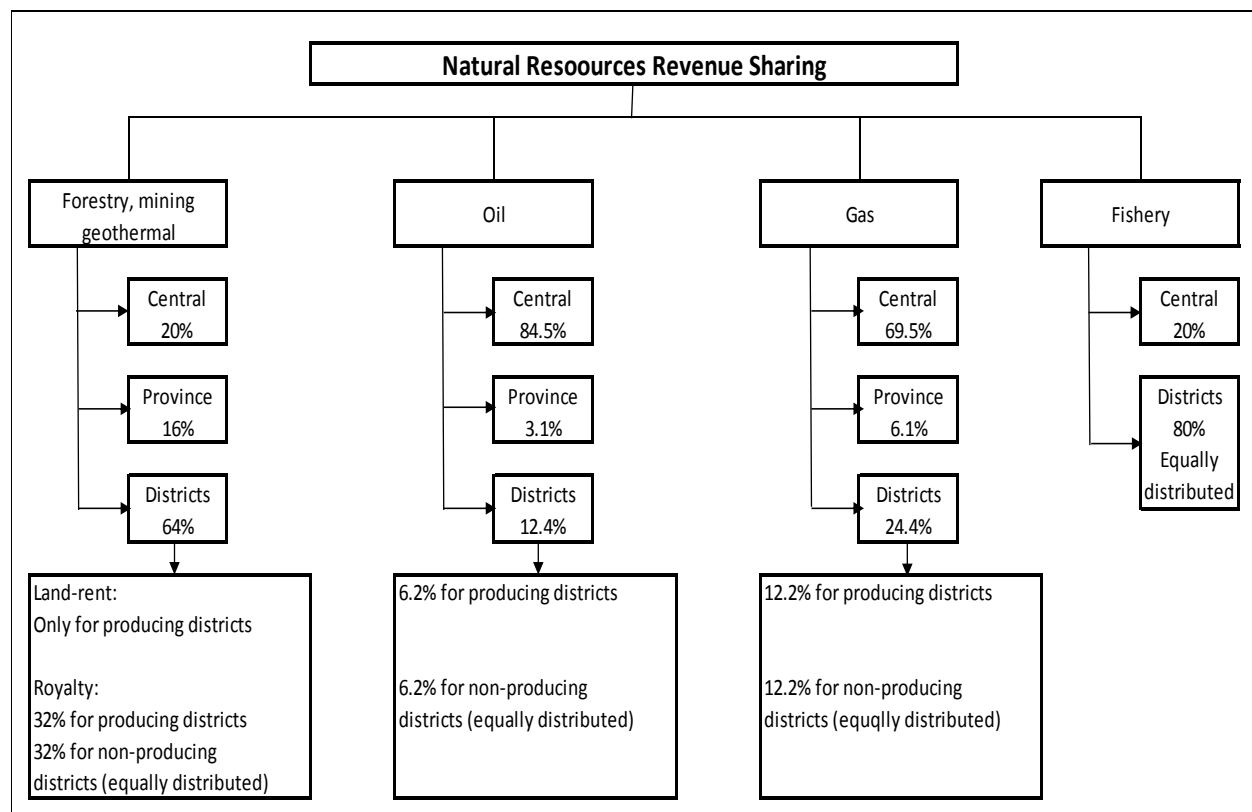 Natural Resoources Revenue Sharing
Forestry, mining
geothermal
Central
20%
Province
16%
Districts
64%
Land-rent:
Only for producing districts
Royalty:
32% for producing districts
32% for non-producing
districts (equally distributed)
Oil
Central
84.5%
Province
3.1%
Districts
12.4%
6.2% for producing districts
6.2% for non-producing
districts (equally distributed)
Gas
Central
69.5%
Province
6.1%
Districts
24.4%
12.2% for producing districts
12.2% for non-producing
districts (equqlly distributed)
Fishery
Central
20%
Districts
80%
Equally
distributed